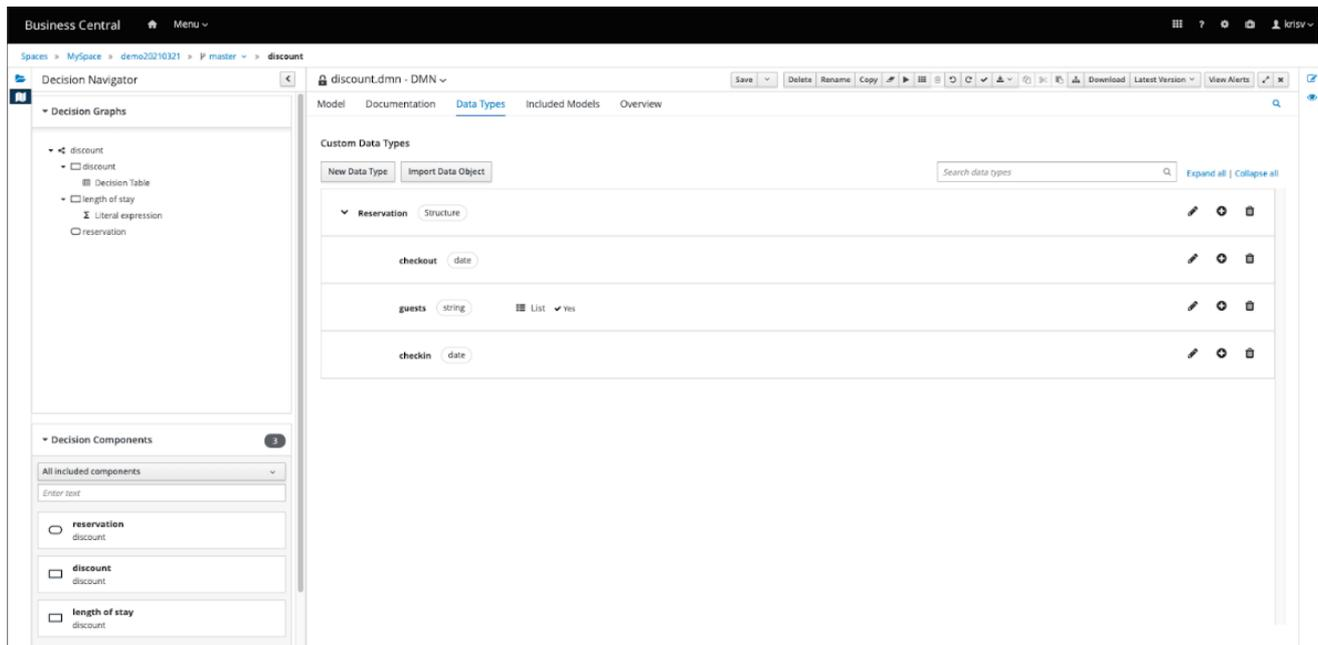 Business Central Menu krisv
Spaces » MySpace » demo20210321 » master » discount
Decision Navigator
Decision Graphs
discount
discount
Decision Table
length of stay
Literal expression
reservation
Decision Components 3
All included components
Enter text
reservation
discount
discount
discount
length of stay
discount
discount.dmn - DMN
Save Delete Rename Copy Download Latest Version View Alerts
Model Documentation Data Types Included Models Overview
Custom Data Types
New Data Type Import Data Object Search data types Expand all | Collapse all
Reservation Structure
checkout date
guests string List Yes
checkin date